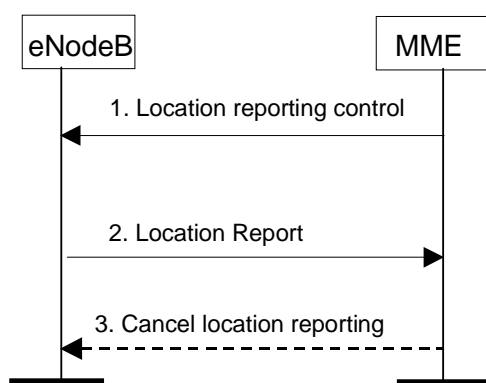 eNodeB
MME
1. Location reporting control
2. Location Report
3. Cancel location reporting